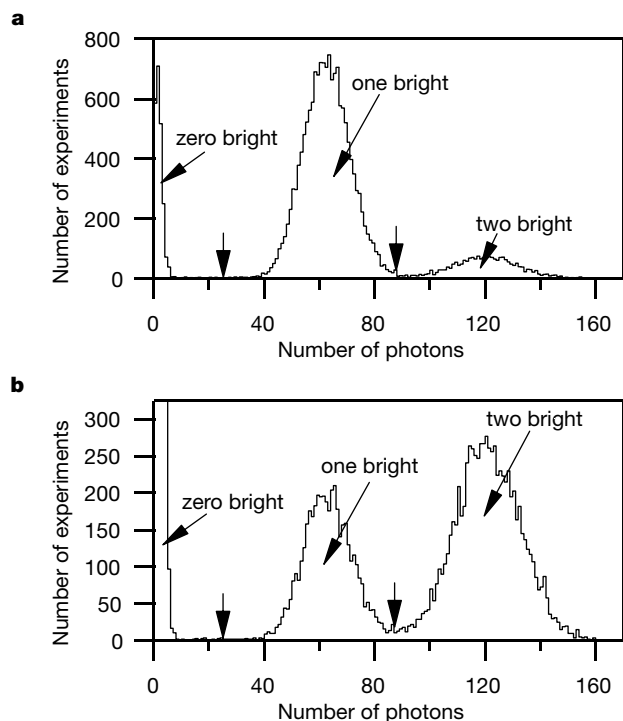 a
800
600
400
200
0
Number of experiments
zero bright
one bright
two bright
0 40 80 120 160
Number of photons
b
300
250
200
150
100
50
0
Number of experiments
zero bright
one bright
two bright
0 40 80 120 160
Number of photons